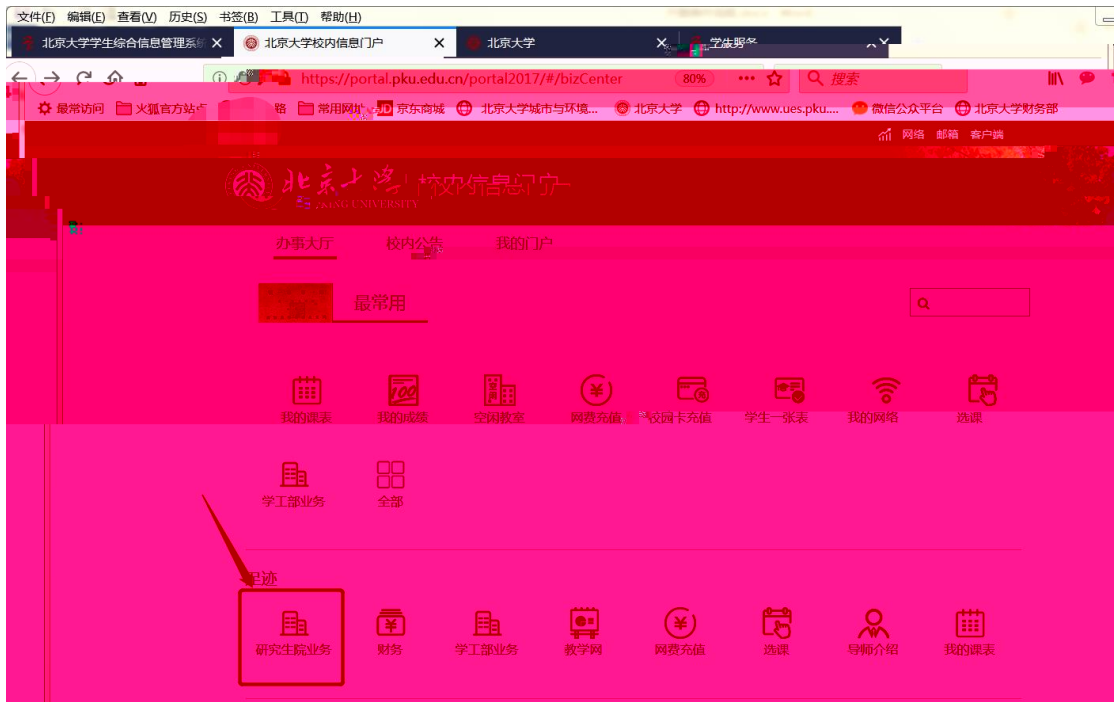 文件(F) 编辑(E) 查看(V) 历史(S) 书签(B) 工具(T) 帮助(H)
北京大学学生综合信息管理系统 北京大学校内信息门户 北京大学
https://portal.pku.edu.cn/portal2017/#/bizCenter 80% 搜索
最常访问 火狐官方站点 常用网址 京东商城 北京大学城市与环境... 北京大学 http://www.ues.pku.... 微信公众平台 北京大学财务部
网络 邮箱 客户端
北京大学 校内信息门户
UNIVERSITY
办事大厅 校内公告 我的门户
最常用
我的课表 我的成绩 空闲教室 网费充值 校园卡充值 学生一张表 我的网络 选课
学工部业务 全部
足迹
研究生院业务 财务 学工部业务 教学网 网费充值 选课 导师介绍 我的课表